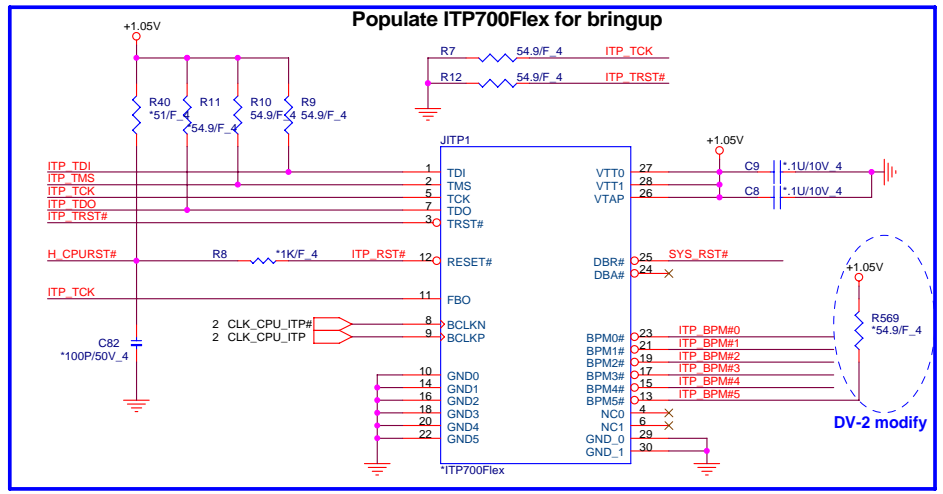 Populate ITP700Flex for bringup
+1.05V
R7 54.9/F_4 ITP_TCK
R12 54.9/F_4 ITP_TRST#
R40 R11 R10 R9
*51/F_4 54.9/F_4 54.9/F_4
*54.9/F_4
JITP1
+1.05V
ITP_TDI 1 TDI VTT0 27 C9 *.1U/10V_4
ITP_TMS 2 TMS VTT1 28
ITP_TCK 5 TCK VTAP 26 C8 *.1U/10V_4
ITP_TDO 7 TDO
ITP_TRST# 3 TRST#
H_CPURST# R8 *1K/F_4 ITP_RST# 12 RESET# DBR# 25 SYS_RST#
DBA# 24
+1.05V
ITP_TCK 11 FBO
R569
*54.9/F_4
2 CLK_CPU_ITP# 8 BCLKN
2 CLK_CPU_ITP 9 BCLKP
BPM0# 23 ITP_BPM#0
BPM1# 21 ITP_BPM#1
BPM2# 19 ITP_BPM#2
BPM3# 17 ITP_BPM#3
BPM4# 15 ITP_BPM#4
BPM5# 13 ITP_BPM#5
C82
*100P/50V_4
10 GND0
14 GND1
16 GND2
18 GND3
20 GND4
22 GND5
NC0 4
NC1 6
GND_0 29
GND_1 30
DV-2 modify
*ITP700Flex